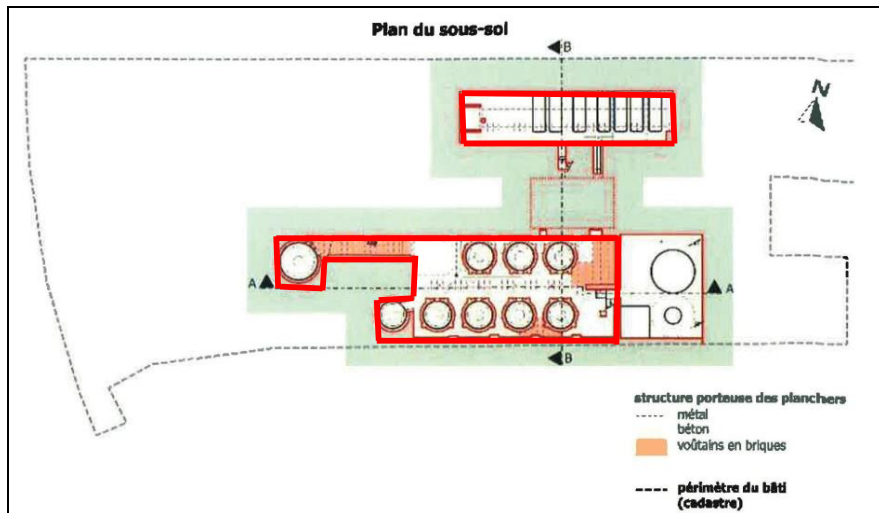 Plan du sous-sol
B
N
A
A
B
structure porteuse des planchers
métal
béton
voûtains en briques
périmètre du bâti
(cadastre)